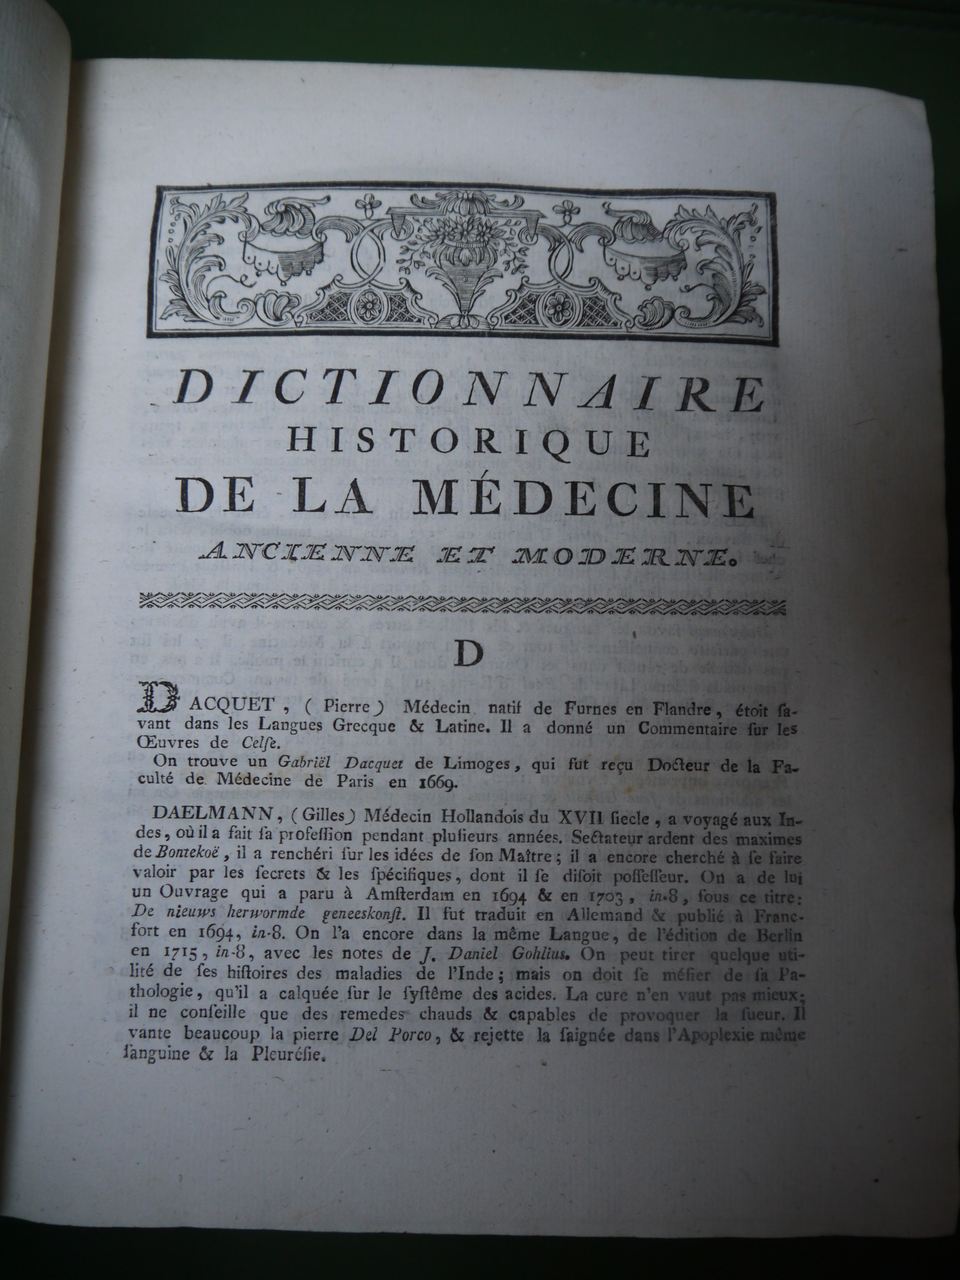 DICTIONNAIRE
HISTORIQUE
DE LA MÉDECINE
ANCIENNE ET MODERNE.
D
DACQUET, ( Pierre ) Médecin natif de Furnes en Flandre, étoit ſa-
vant dans les Langues Grecque & Latine. Il a donné un Commentaire ſur les
Œuvres de Celſe.
On trouve un Gabriël Dacquet de Limoges, qui fut reçu Docteur de la Fa-
culté de Médecine de Paris en 1669.
DAELMANN, ( Gilles ) Médecin Hollandois du XVII ſiecle, a voyagé aux In-
des, où il a fait ſa profeſſion pendant pluſieurs années. Sectateur ardent des maximes
de Bontekoë, il a renchéri ſur les idées de ſon Maître ; il a encore cherché à ſe faire
valoir par les ſecrets & les ſpécifiques, dont il ſe diſoit poſſeſſeur. On a de lui
un Ouvrage qui a paru à Amſterdam en 1694 & en 1703, in-8, ſous ce titre:
De nieuws herwormde geneeskonſt. Il fut traduit en Allemand & publié à Franc-
fort en 1694, in-8. On l'a encore dans la même Langue, de l'édition de Berlin
en 1715, in-8, avec les notes de J. Daniel Gohlius. On peut tirer quelque uti-
lité de ſes hiſtoires des maladies de l'Inde ; mais on doit ſe méfier de ſa Pa-
thologie, qu'il a calquée ſur le ſyſtême des acides. La cure n'en vaut pas mieux;
il ne conſeille que des remedes chauds & capables de provoquer la ſueur. Il
vante beaucoup la pierre Del Porco, & rejette la ſaignée dans l'Apoplexie même
ſanguine & la Pleuréſie.